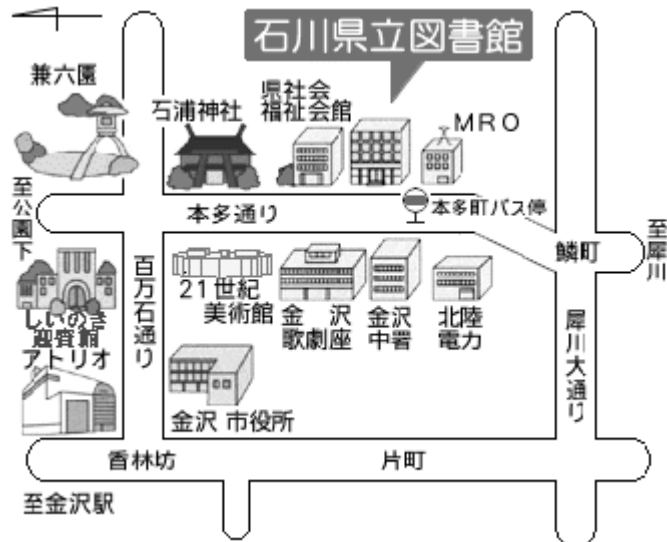 石川県立図書館
兼六園
石浦神社
県社会
福祉会館
MRO
至公園下
本多通り
本多町バス停
鱗町
至犀川
しいのき
迎賓館
百万石通り
21世紀
美術館
金沢
歌劇座
金沢
中署
北陸
電力
犀川大通り
アトリオ
金沢 市役所
香林坊
片町
至金沢駅